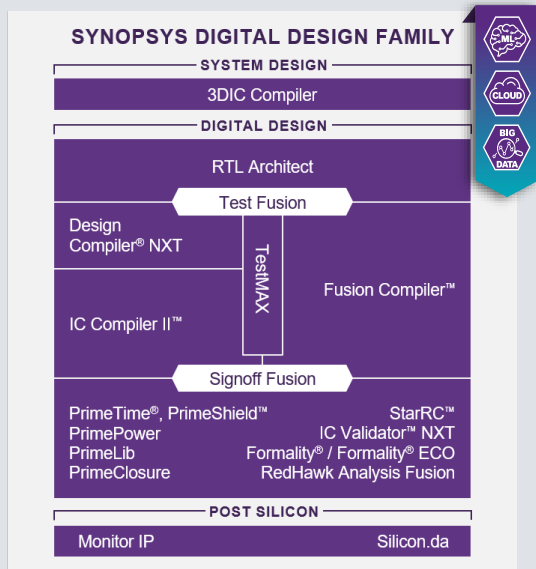 SYNOPSYS DIGITAL DESIGN FAMILY
ML
CLOUD
BIG
DATA
SYSTEM DESIGN
3DIC Compiler
DIGITAL DESIGN
RTL Architect
Test Fusion
Design
Compiler® NXT
TestMAX
Fusion Compiler™
IC Compiler II™
Signoff Fusion
PrimeTime®, PrimeShield™
PrimePower
PrimeLib
PrimeClosure
StarRC™
IC Validator™ NXT
Formality® / Formality® ECO
RedHawk Analysis Fusion
POST SILICON
Monitor IP
Silicon.da